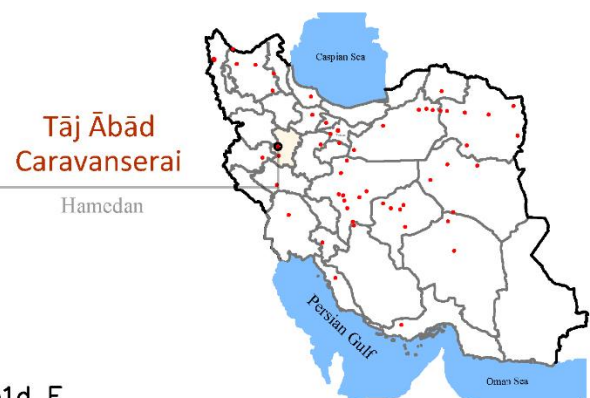 Caspian Sea
Tāj Ābād
Caravanserai
Hamedan
Persian Gulf
Oman Sea